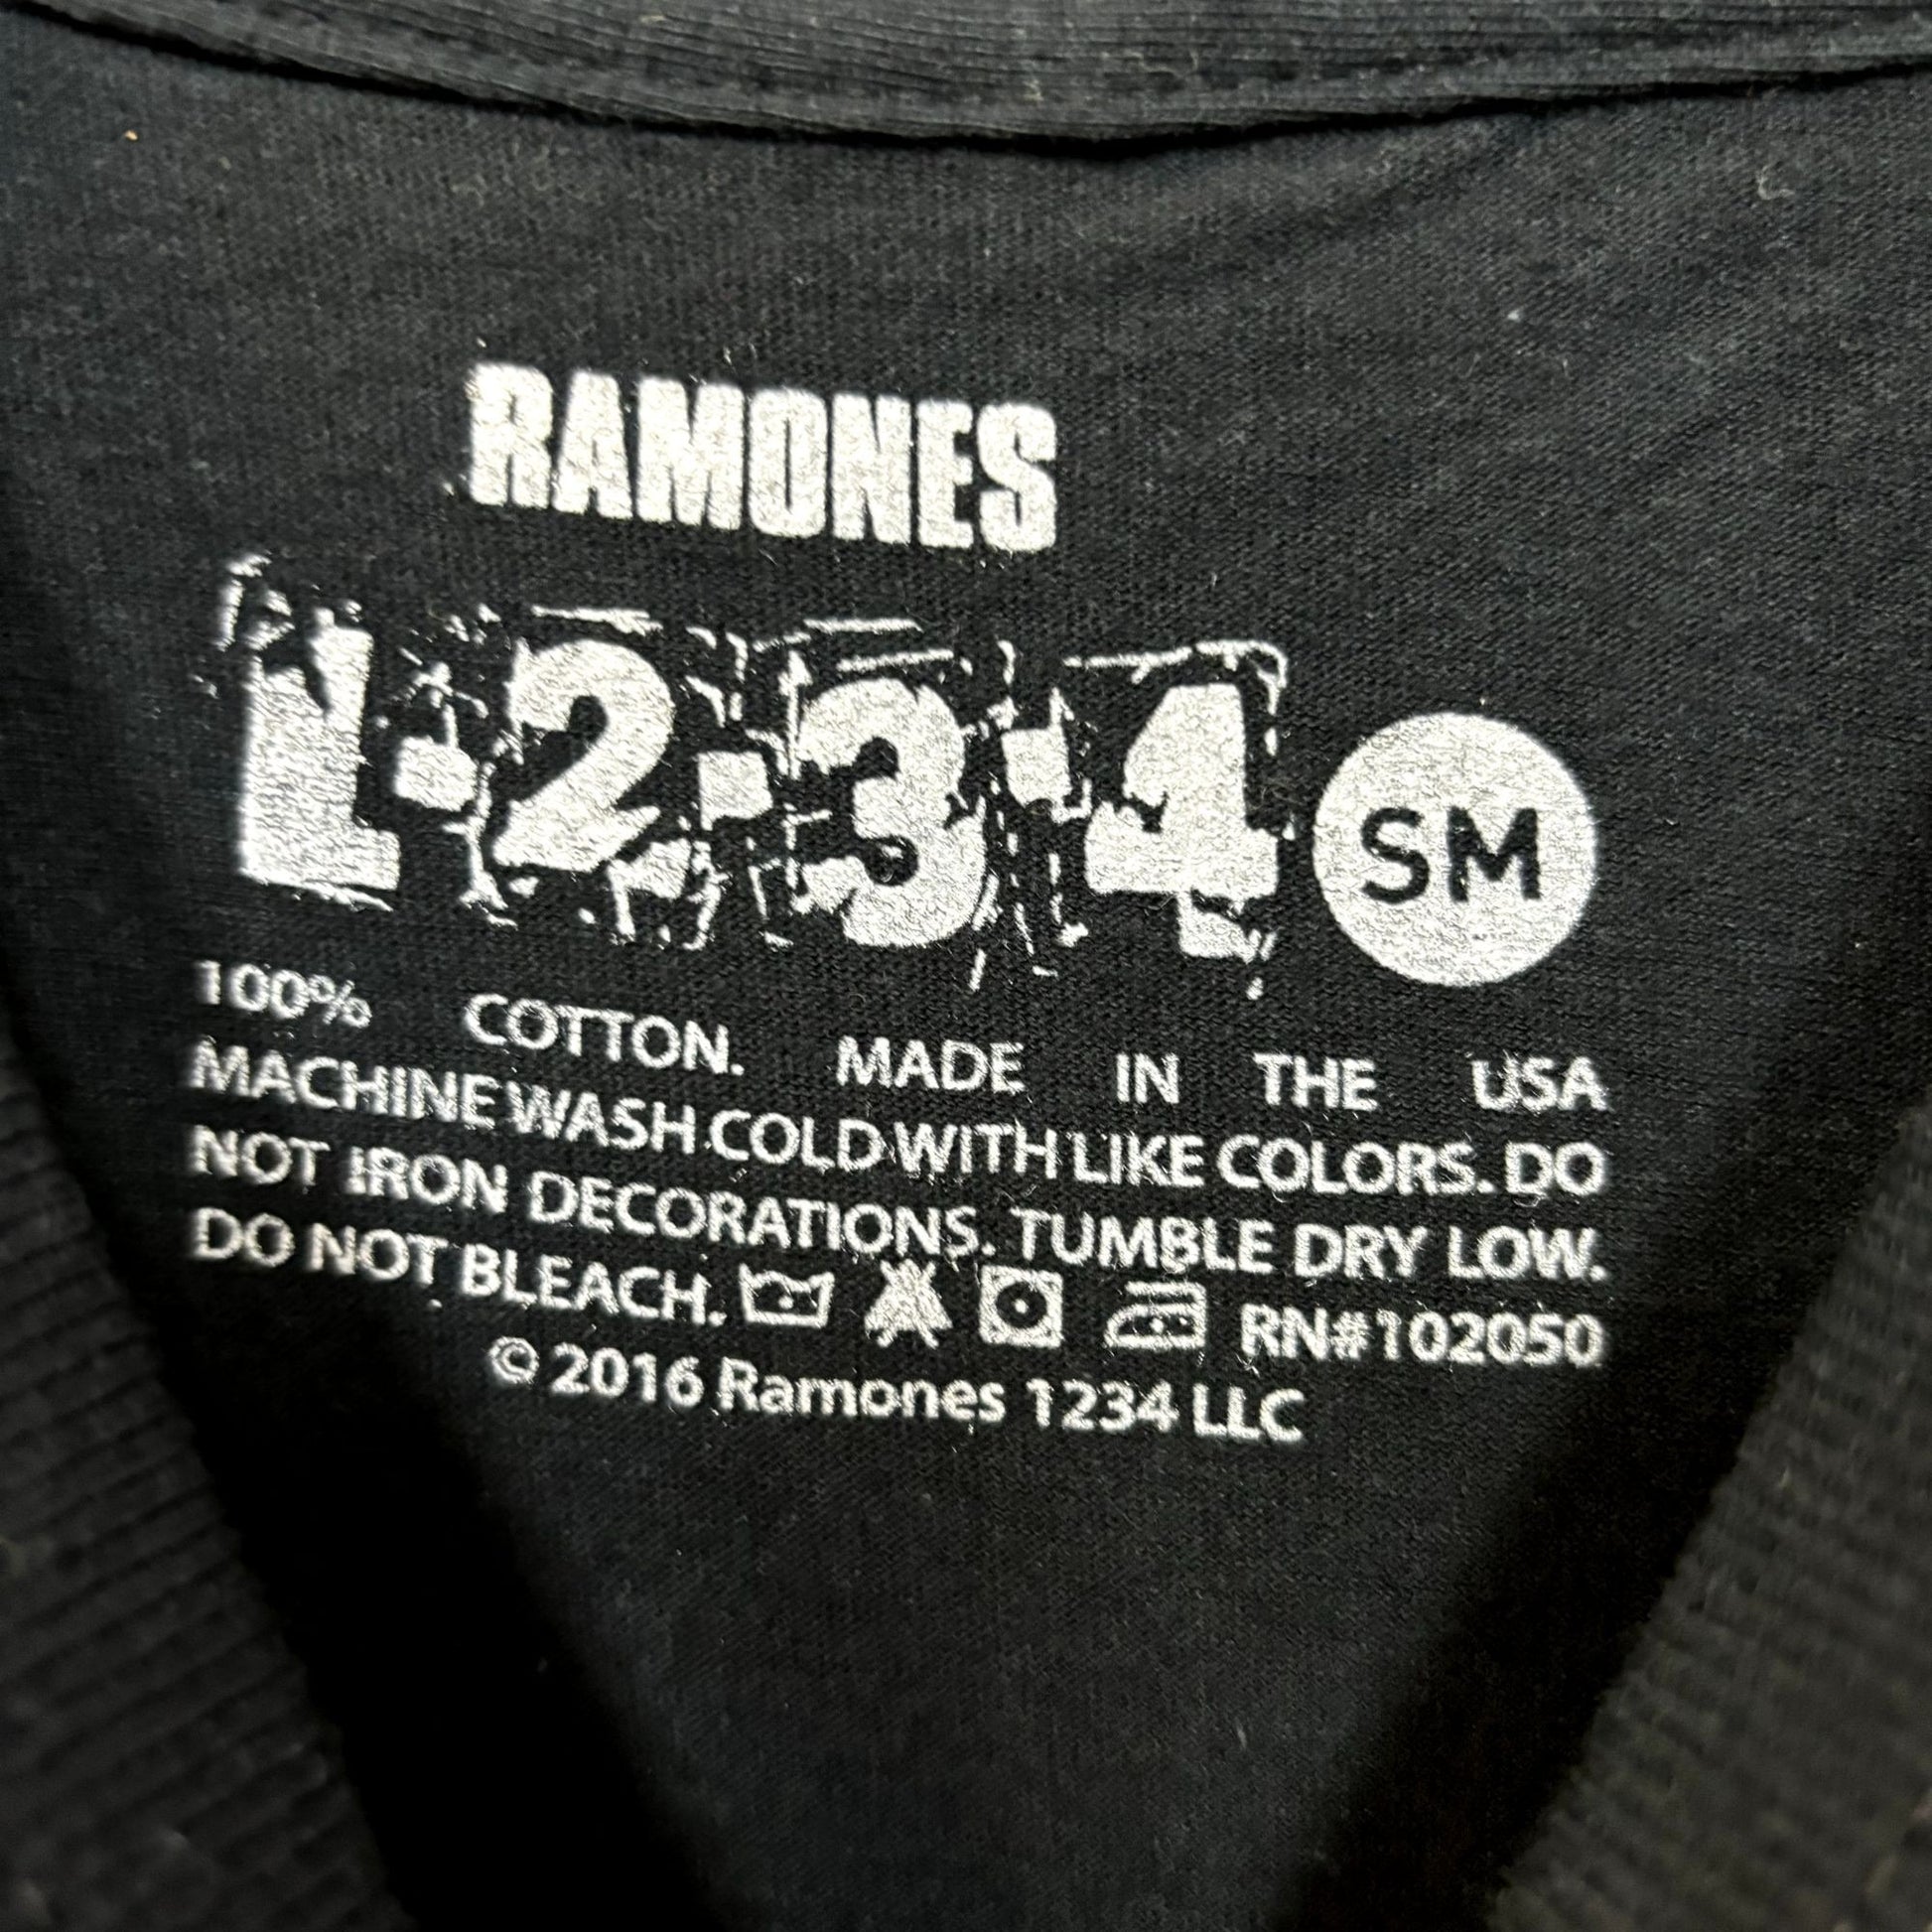 RAMONES
1·2·3·4 SM
100% COTTON. MADE IN THE USA
MACHINE WASH COLD WITH LIKE COLORS. DO
NOT IRON DECORATIONS. TUMBLE DRY LOW.
DO NOT BLEACH. RN#102050
© 2016 Ramones 1234 LLC